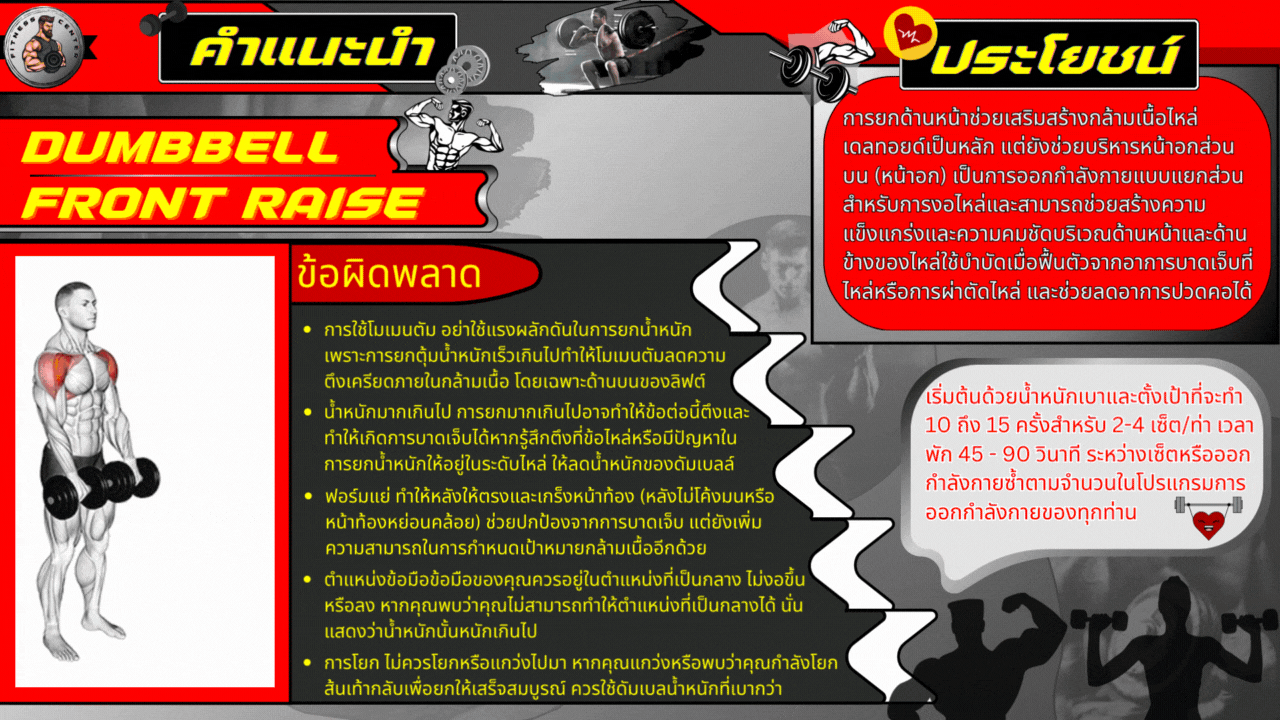 FITNESS CENTER
คำแนะนำ
ประโยชน์
DUMBBELL
FRONT RAISE
การยกด้านหน้าช่วยเสริมสร้างกล้ามเนื้อไหล่
เดลทอยด์เป็นหลัก แต่ยังช่วยบริหารหน้าอกส่วน
บน (หน้าอก) เป็นการออกกำลังกายแบบแยกส่วน
สำหรับการงอไหล่และสามารถช่วยสร้างความ
แข็งแกร่งและความคมชัดบริเวณด้านหน้าและด้าน
ข้างของไหล่ใช้บำบัดเมื่อฟื้นตัวจากอาการบาดเจ็บที่
ไหล่หรือการผ่าตัดไหล่ และช่วยลดอาการปวดคอได้
ข้อผิดพลาด
• การใช้โมเมนตัม อย่าใช้แรงผลักดันในการยกน้ำหนัก
เพราะการยกตุ้มน้ำหนักเร็วเกินไปทำให้โมเมนตัมลดความ
ตึงเครียดภายในกล้ามเนื้อ โดยเฉพาะด้านบนของลิฟต์
• น้ำหนักมากเกินไป การยกมากเกินไปอาจทำให้ข้อต่อนี้ตึงและ
ทำให้เกิดการบาดเจ็บได้หากรู้สึกตึงที่ข้อไหล่หรือมีปัญหาใน
การยกน้ำหนักให้อยู่ในระดับไหล่ ให้ลดน้ำหนักของดัมเบลล์
• ฟอร์มแย่ ทำให้หลังให้ตรงและเกร็งหน้าท้อง (หลังไม่โค้งมนหรือ
หน้าท้องหย่อนคล้อย) ช่วยปกป้องจากการบาดเจ็บ แต่ยังเพิ่ม
ความสามารถในการกำหนดเป้าหมายกล้ามเนื้ออีกด้วย
• ตำแหน่งข้อมือข้อมือของคุณควรอยู่ในตำแหน่งที่เป็นกลาง ไม่งอขึ้น
หรือลง หากคุณพบว่าคุณไม่สามารถทำให้ตำแหน่งที่เป็นกลางได้ นั่น
แสดงว่าน้ำหนักนั้นหนักเกินไป
• การโยก ไม่ควรโยกหรือแกว่งไปมา หากคุณแกว่งหรือพบว่าคุณกำลังโยก
ส้นเท้ากลับเพื่อยกให้เสร็จสมบูรณ์ ควรใช้ดัมเบลน้ำหนักที่เบากว่า
เริ่มต้นด้วยน้ำหนักเบาและตั้งเป้าที่จะทำ
10 ถึง 15 ครั้งสำหรับ 2-4 เซ็ต/ท่า เวลา
พัก 45 - 90 วินาที ระหว่างเซ็ตหรือออก
กำลังกายซ้ำตามจำนวนในโปรแกรมการ
ออกกำลังกายของทุกท่าน